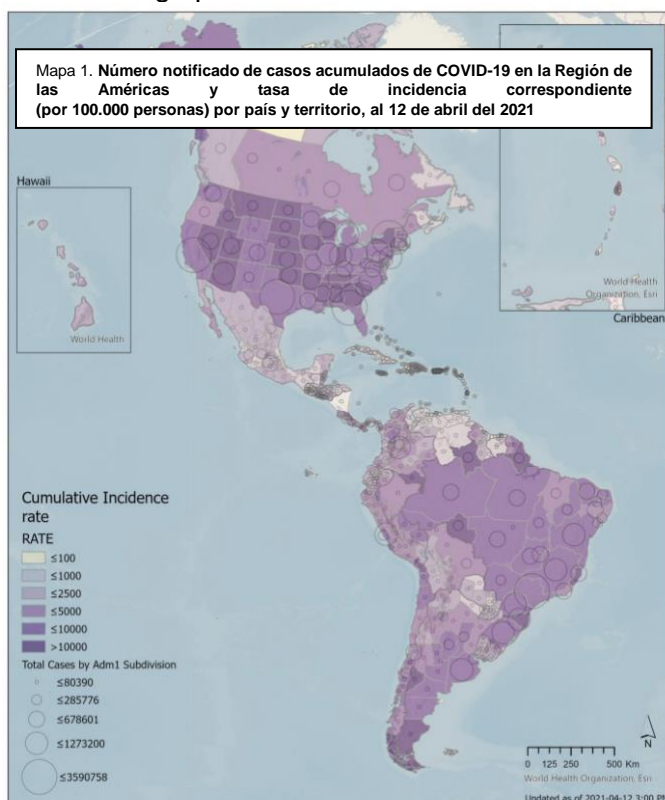 Mapa 1. Número notificado de casos acumulados de COVID-19 en la Región de
las Américas y tasa de incidencia correspondiente
(por 100.000 personas) por país y territorio, al 12 de abril del 2021
Hawaii
World Health
World Health
Organization, Esri
Caribbean
Cumulative Incidence
rate
RATE
≤100
≤1000
≤2500
≤5000
≤10000
>10000
Total Cases by Adm1 Subdivision
≤80390
≤285776
≤678601
≤1273200
≤3590758
N
0 125 250 500 Km
World Health Organization, Esri
Updated as of 2021-04-12 3:00 PM